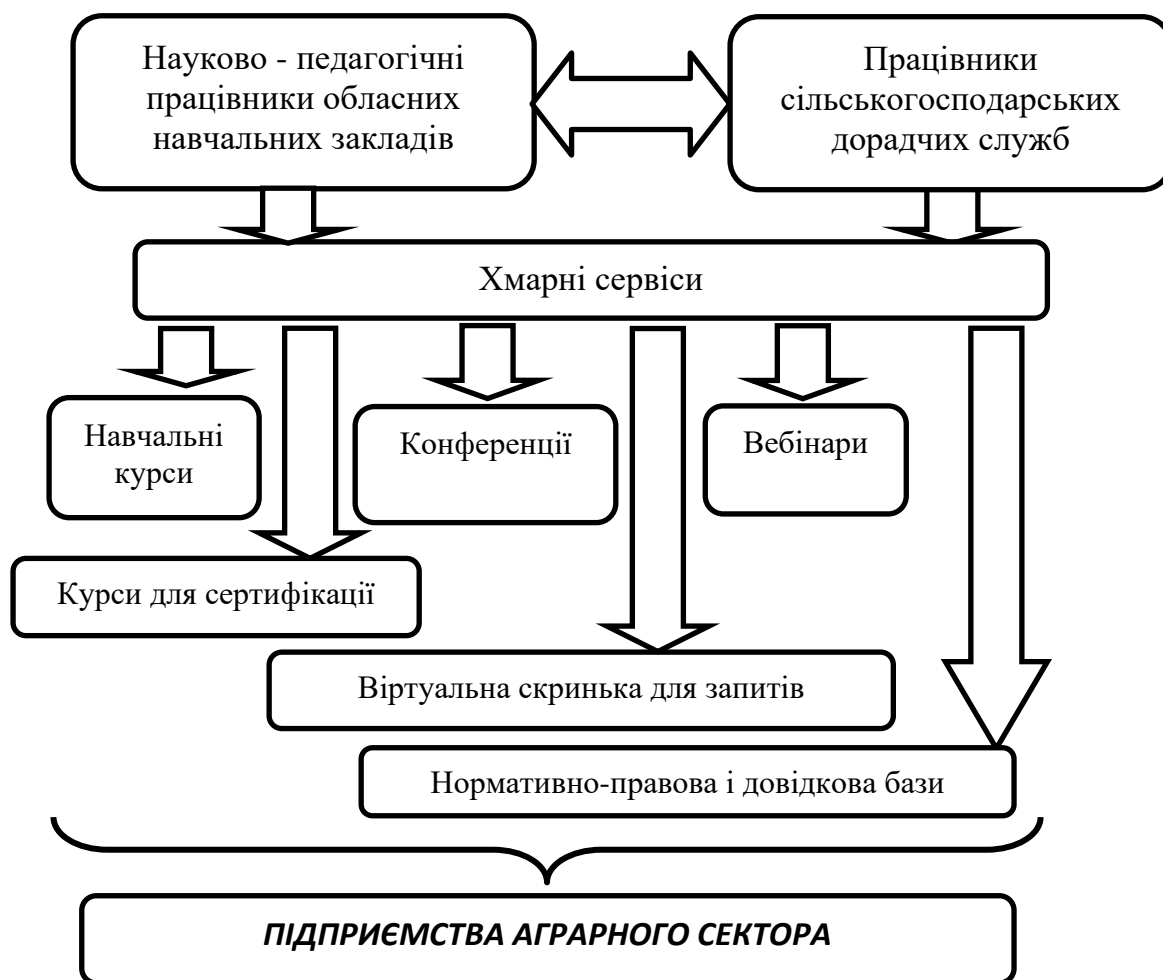 Науково - педагогічні
працівники обласних
навчальних закладів
Працівники
сільськогосподарських
дорадчих служб
Хмарні сервіси
Навчальні
курси
Конференції
Вебінари
Курси для сертифікації
Віртуальна скринька для запитів
Нормативно-правова і довідкова бази
ПІДПРИЄМСТВА АГРАРНОГО СЕКТОРА